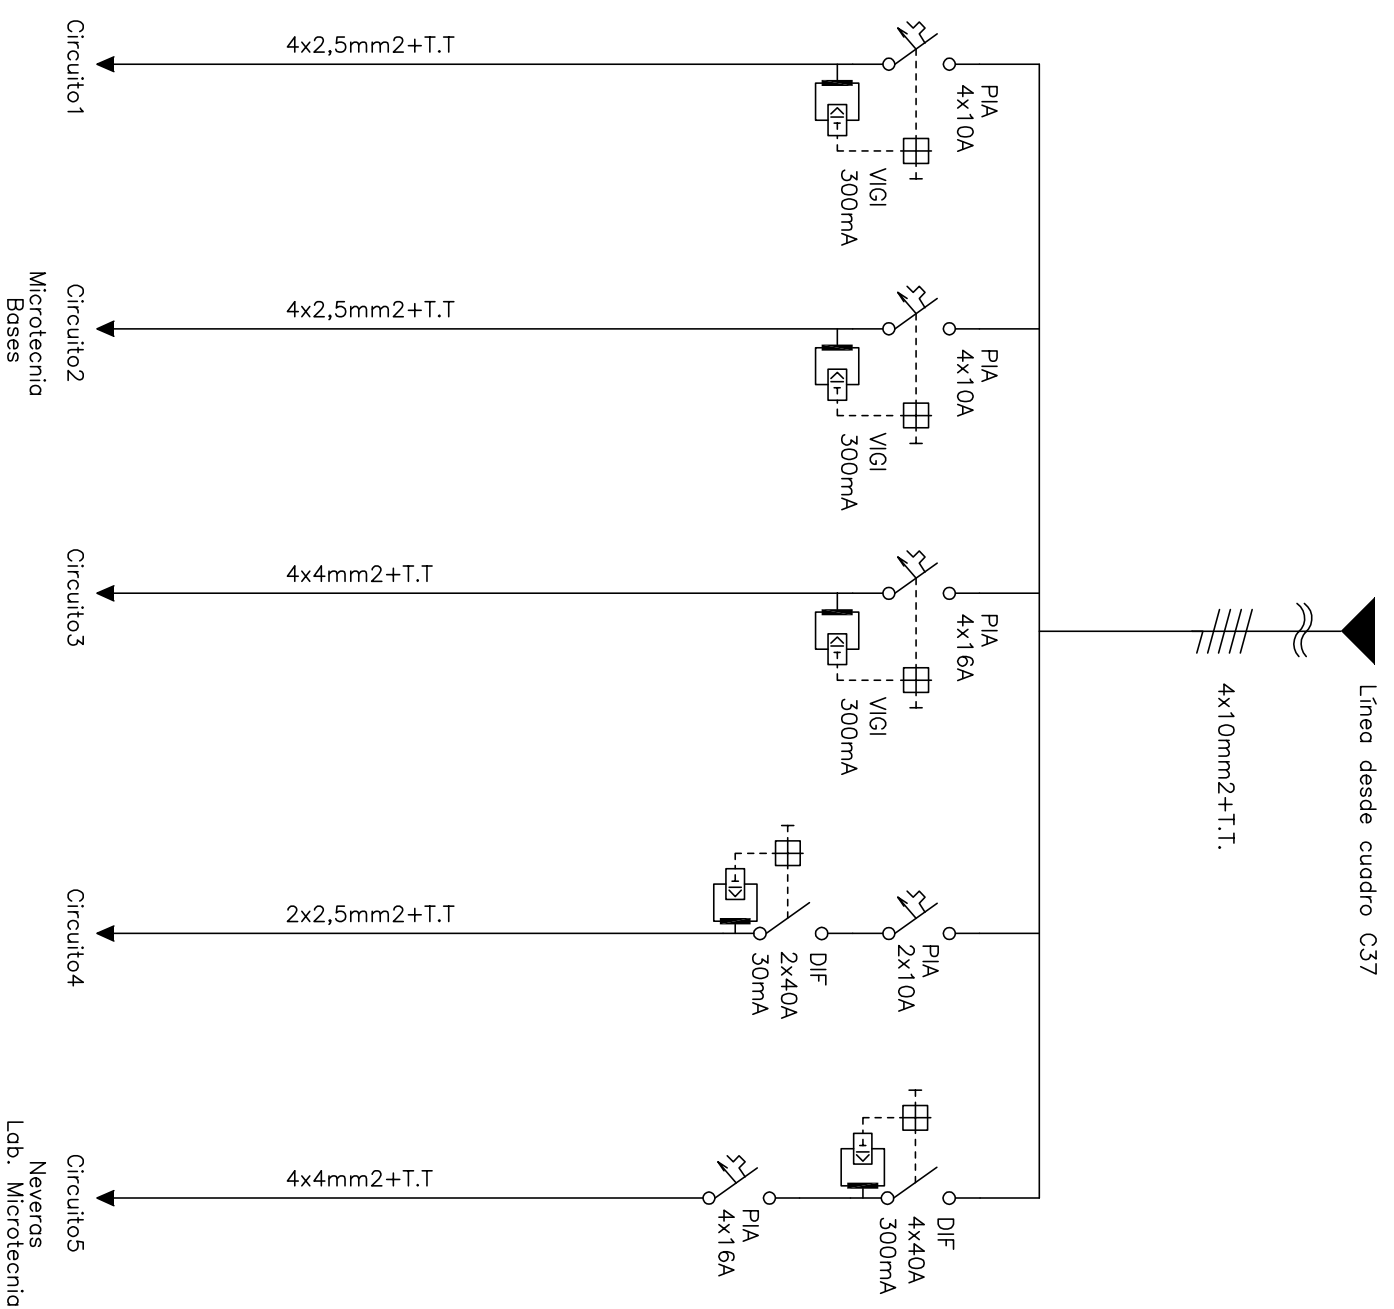 Línea desde cuadro C37
4x10mm2+T.T.
PIA
4x10A
VIGI
300mA
4x2,5mm2+T.T
Circuito1
PIA
4x10A
VIGI
300mA
4x2,5mm2+T.T
Circuito2
Microtecnia
Bases
PIA
4x16A
VIGI
300mA
4x4mm2+T.T
Circuito3
PIA
2x10A
DIF
2x40A
30mA
2x2,5mm2+T.T
Circuito4
DIF
4x40A
300mA
PIA
4x16A
4x4mm2+T.T
Circuito5
Neveras
Lab. Microtecnia